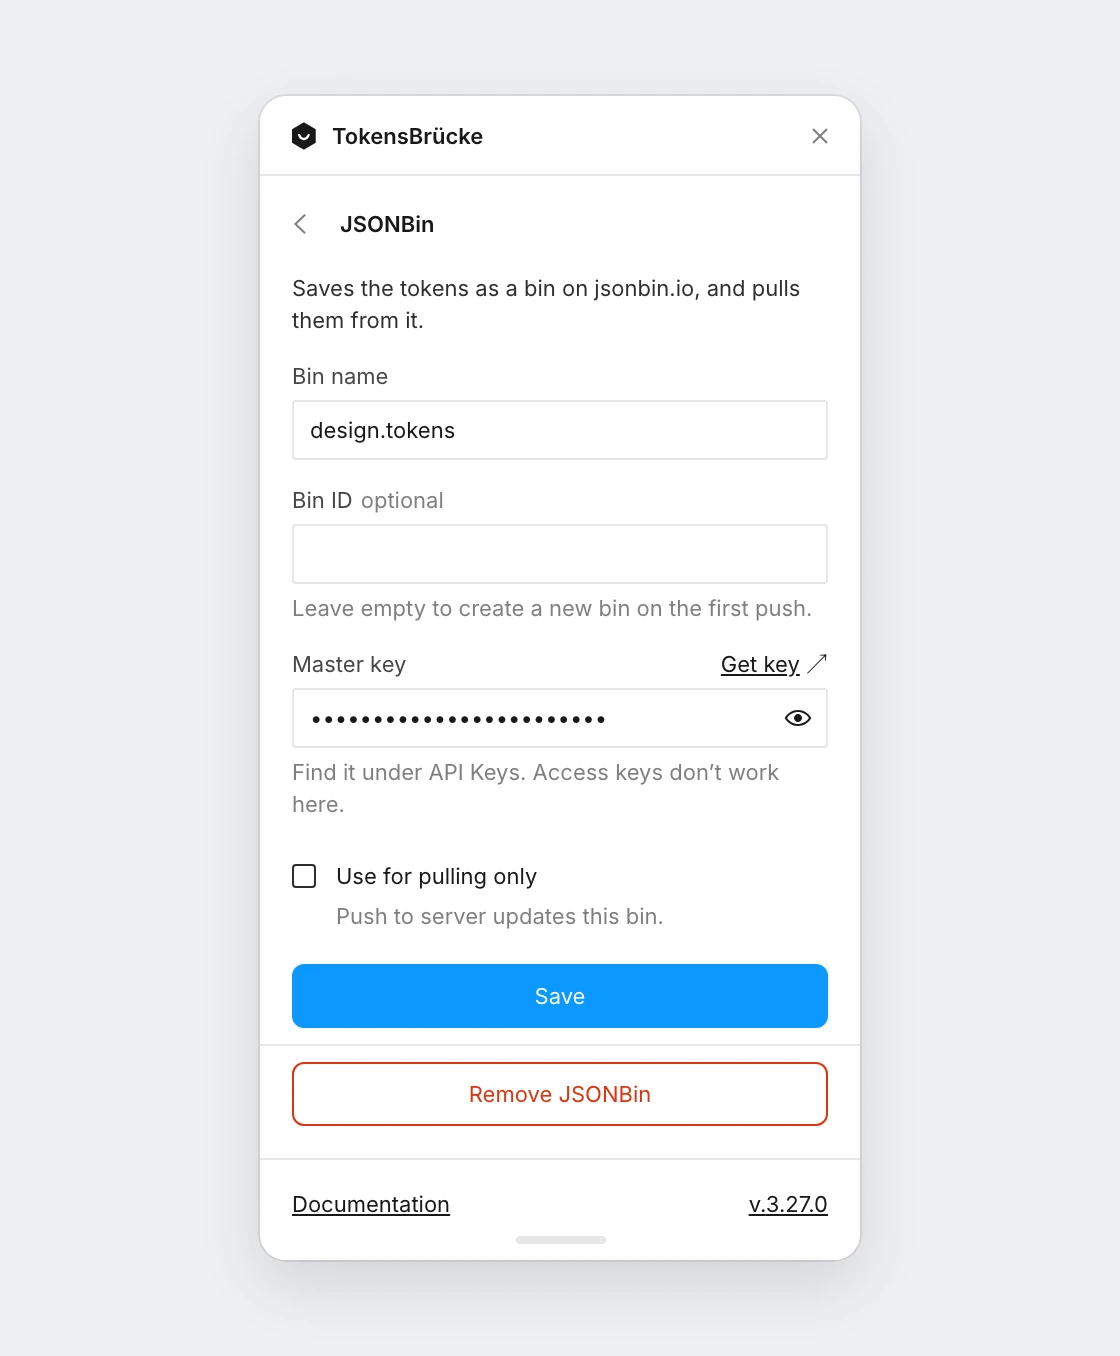 TokensBrücke
JSONBin
Saves the tokens as a bin on jsonbin.io, and pulls
them from it.
Bin name
design.tokens
Bin ID optional
Leave empty to create a new bin on the first push.
Master key
Get key ↗
••••••••••••••••••••••••
Find it under API Keys. Access keys don’t work
here.
Use for pulling only
Push to server updates this bin.
Save
Remove JSONBin
Documentation
v.3.27.0